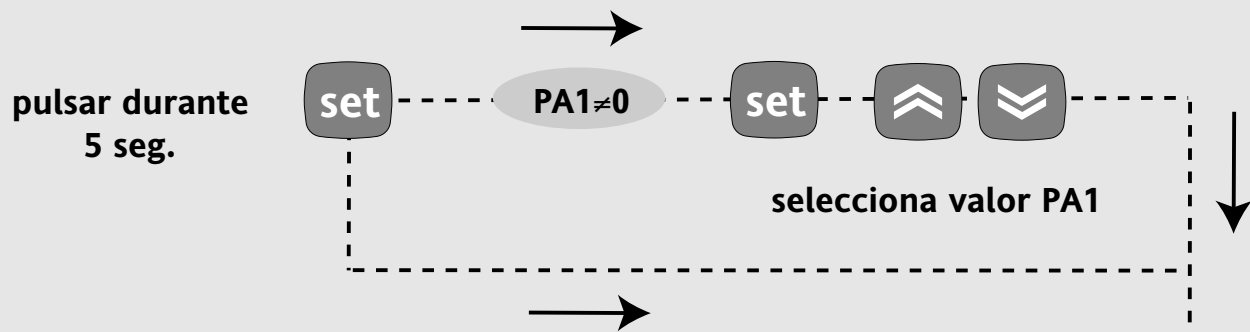 pulsar durante
5 seg.
set
PA1≠0
set
selecciona valor PA1